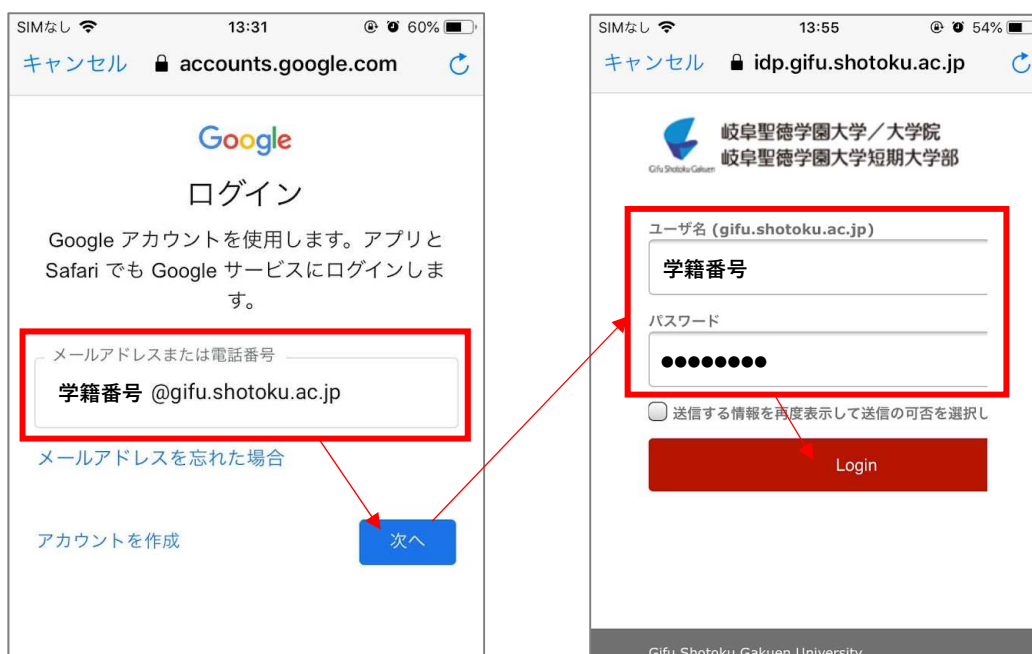 SIMなし 13:31 60%
キャンセル accounts.google.com
Google
ログイン
Google アカウントを使用します。アプリと
Safari でも Google サービスにログインしま
す。
メールアドレスまたは電話番号
学籍番号 @gifu.shotoku.ac.jp
メールアドレスを忘れた場合
アカウントを作成 次へ
SIMなし 13:55 54%
キャンセル idp.gifu.shotoku.ac.jp
岐阜聖徳学園大学／大学院
岐阜聖徳学園大学短期大学部
Gifu Shotoku Gakuen
ユーザ名 (gifu.shotoku.ac.jp)
学籍番号
パスワード
●●●●●●●●
送信する情報を再度表示して送信の可否を選択し
Login
Gifu Shotoku Gakuen University